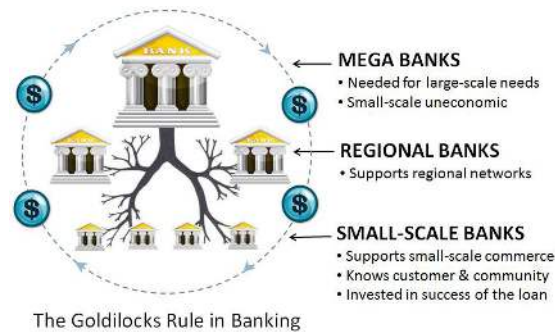 BANK
MEGA BANKS
• Needed for large-scale needs
• Small-scale uneconomic
$
$
REGIONAL BANKS
• Supports regional networks
$
$
SMALL-SCALE BANKS
• Supports small-scale commerce
• Knows customer & community
• Invested in success of the loan
The Goldilocks Rule in Banking